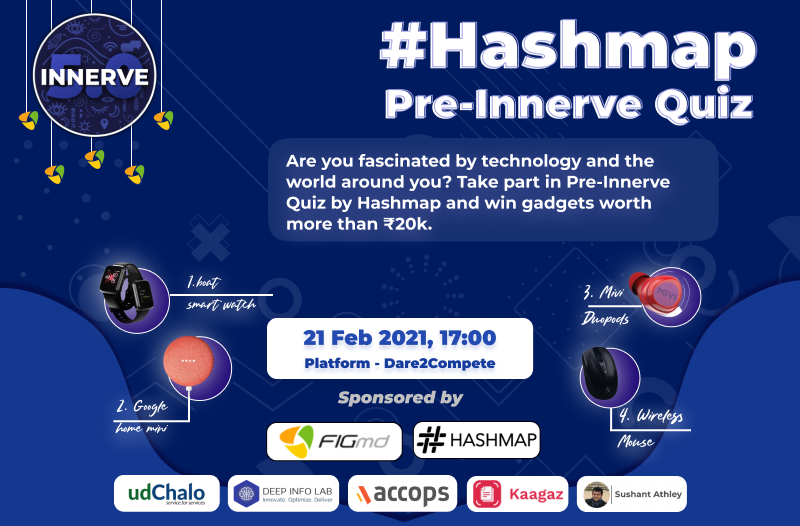 #Hashmap
INNERVE
5.0
Pre-Innerve Quiz
Are you fascinated by technology and the
world around you? Take part in Pre-Innerve
Quiz by Hashmap and win gadgets worth
more than ₹20k.
1.boat
smart watch
3. Mivi
Duopods
MIVI
21 Feb 2021, 17:00
Platform - Dare2Compete
Sponsored by
2. Google
home mini
4. Wireless
Mouse
FIGmd
HASHMAP
udChalo
service for services
DEEP INFO LAB
Innovate. Optimize. Deliver
accops
Kaagaz
Sushant Athley